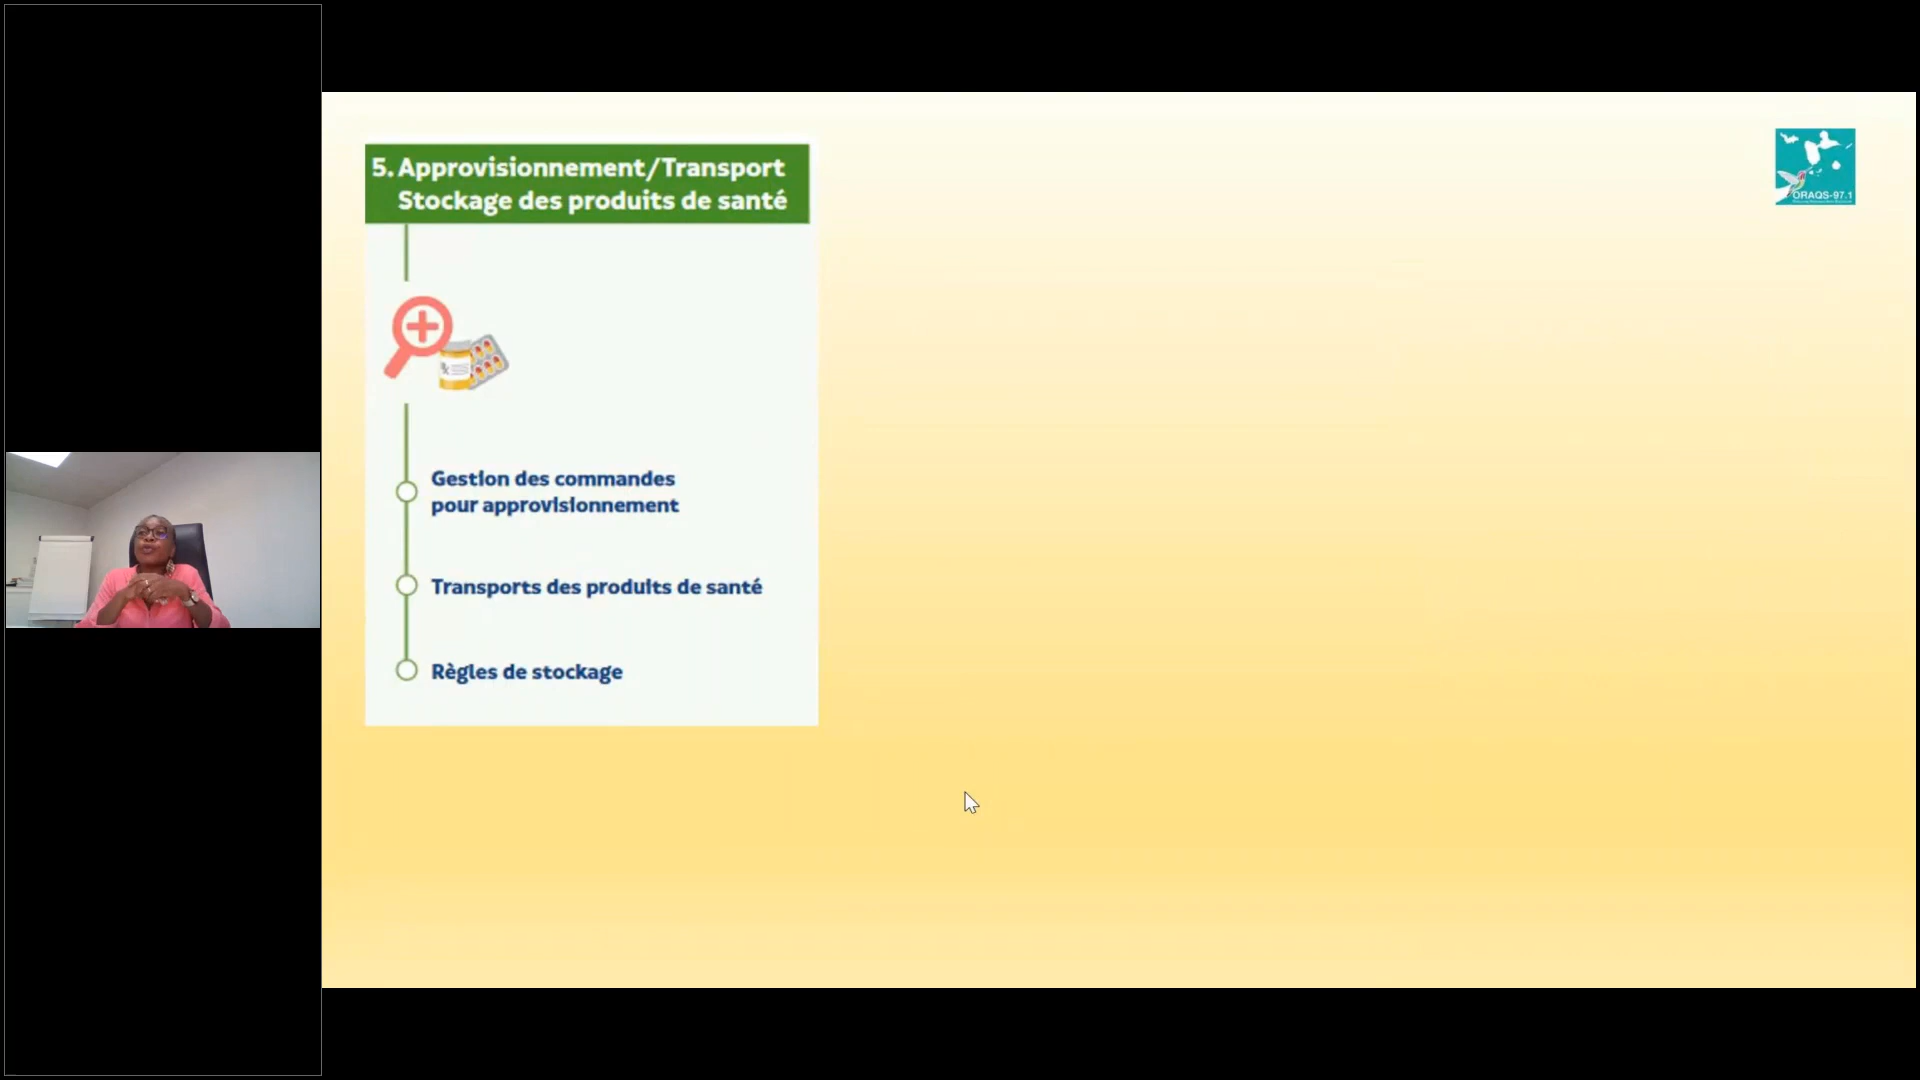 5. Approvisionnement/Transport
Stockage des produits de santé
Gestion des commandes
pour approvisionnement
Transports des produits de santé
Règles de stockage
ORAQS-97.1